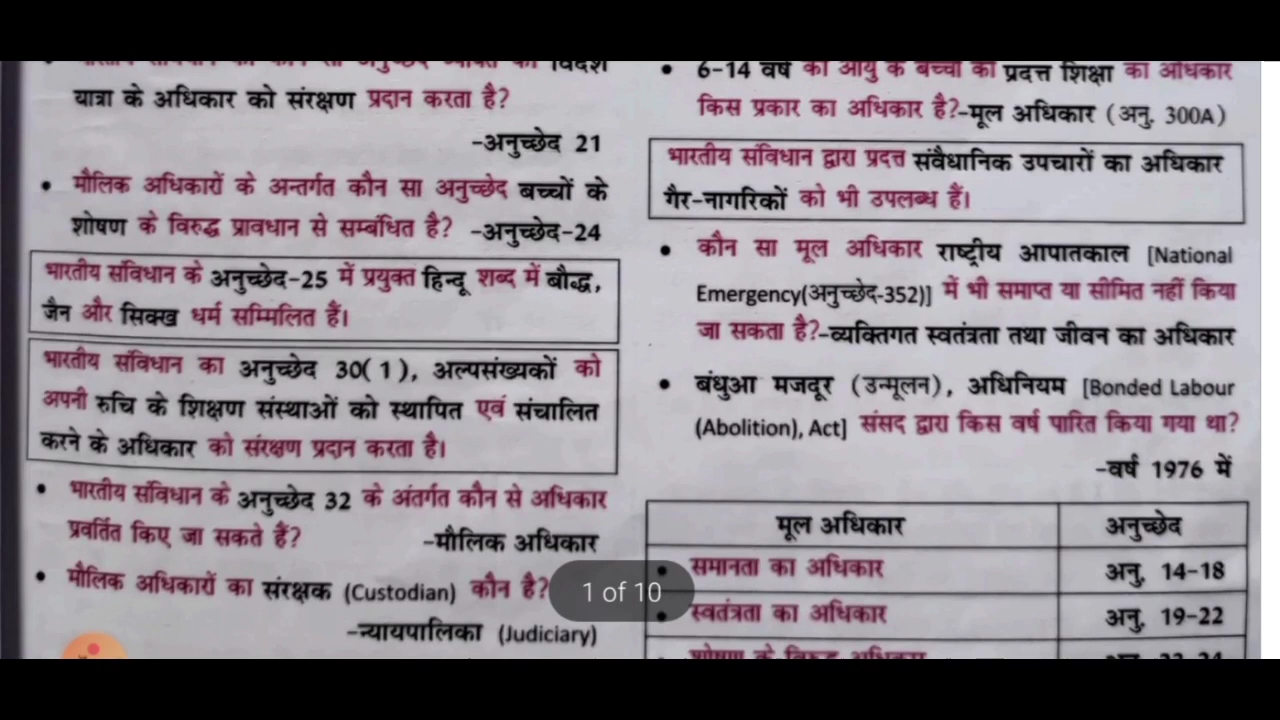 विदेश
यात्रा के अधिकार को संरक्षण प्रदान करता है?
-अनुच्छेद 21
• मौलिक अधिकारों के अन्तर्गत कौन सा अनुच्छेद बच्चों के
शोषण के विरुद्ध प्रावधान से सम्बंधित है? -अनुच्छेद-24
भारतीय संविधान के अनुच्छेद-25 में प्रयुक्त हिन्दू शब्द में बौद्ध,
जैन और सिक्ख धर्म सम्मिलित हैं।
भारतीय संविधान का अनुच्छेद 30(1), अल्पसंख्यकों को
अपनी रुचि के शिक्षण संस्थाओं को स्थापित एवं संचालित
करने के अधिकार को संरक्षण प्रदान करता है।
• भारतीय संविधान के अनुच्छेद 32 के अंतर्गत कौन से अधिकार
प्रवर्तित किए जा सकते हैं? -मौलिक अधिकार
• मौलिक अधिकारों का संरक्षक (Custodian) कौन है?
-न्यायपालिका (Judiciary)
• 6-14 वर्ष की आयु के बच्चों को प्रदत्त शिक्षा का अधिकार
किस प्रकार का अधिकार है?-मूल अधिकार (अनु. 300A)
भारतीय संविधान द्वारा प्रदत्त संवैधानिक उपचारों का अधिकार
गैर-नागरिकों को भी उपलब्ध हैं।
• कौन सा मूल अधिकार राष्ट्रीय आपातकाल [National
Emergency(अनुच्छेद-352)] में भी समाप्त या सीमित नहीं किया
जा सकता है?-व्यक्तिगत स्वतंत्रता तथा जीवन का अधिकार
• बंधुआ मजदूर (उन्मूलन), अधिनियम [Bonded Labour
(Abolition), Act] संसद द्वारा किस वर्ष पारित किया गया था?
-वर्ष 1976 में
मूल अधिकार अनुच्छेद
• समानता का अधिकार अनु. 14-18
• स्वतंत्रता का अधिकार अनु. 19-22
1 of 10